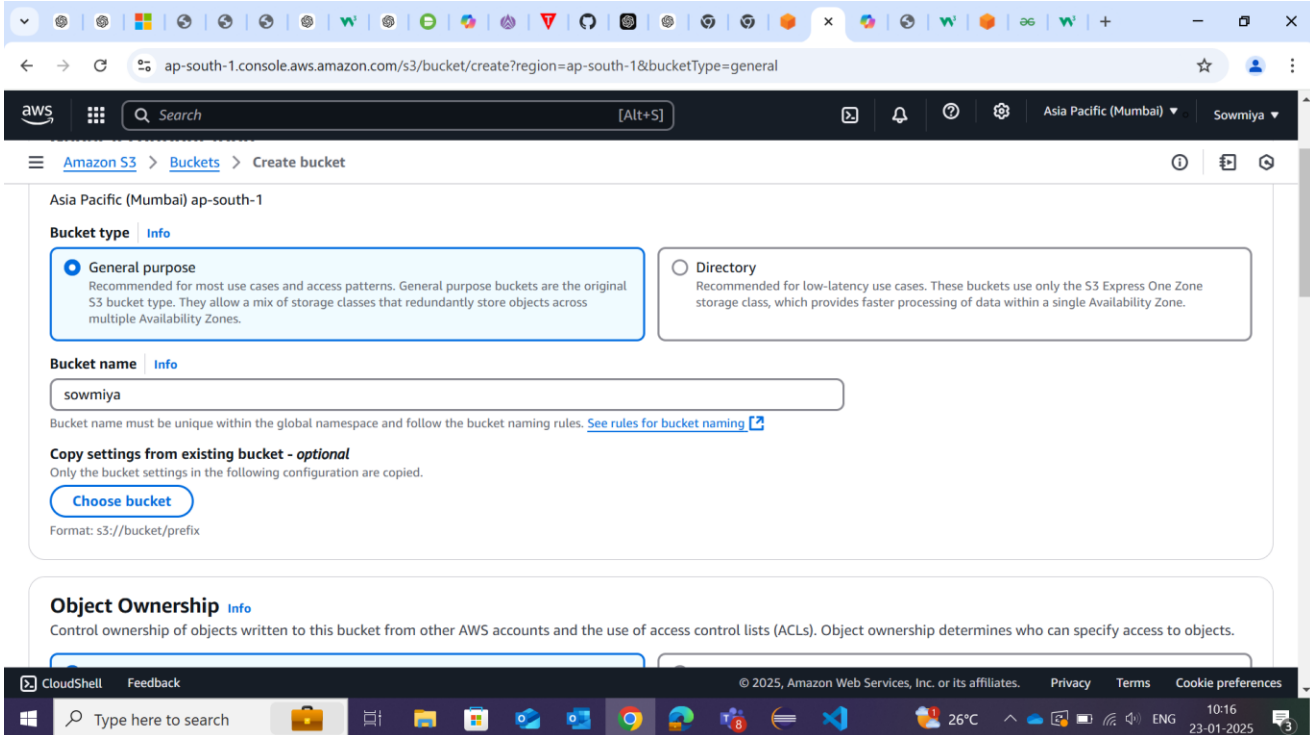 ap-south-1.console.aws.amazon.com/s3/bucket/create?region=ap-south-1&bucketType=general
aws
Search [Alt+S]
Asia Pacific (Mumbai) ▼
Sowmiya ▼
Amazon S3 > Buckets > Create bucket
Asia Pacific (Mumbai) ap-south-1
Bucket type Info
General purpose
Recommended for most use cases and access patterns. General purpose buckets are the original
S3 bucket type. They allow a mix of storage classes that redundantly store objects across
multiple Availability Zones.
Directory
Recommended for low-latency use cases. These buckets use only the S3 Express One Zone
storage class, which provides faster processing of data within a single Availability Zone.
Bucket name Info
sowmiya
Bucket name must be unique within the global namespace and follow the bucket naming rules. See rules for bucket naming
Copy settings from existing bucket - optional
Only the bucket settings in the following configuration are copied.
Choose bucket
Format: s3://bucket/prefix
Object Ownership Info
Control ownership of objects written to this bucket from other AWS accounts and the use of access control lists (ACLs). Object ownership determines who can specify access to objects.
CloudShell Feedback © 2025, Amazon Web Services, Inc. or its affiliates. Privacy Terms Cookie preferences
Type here to search
26°C
ENG
10:16
23-01-2025